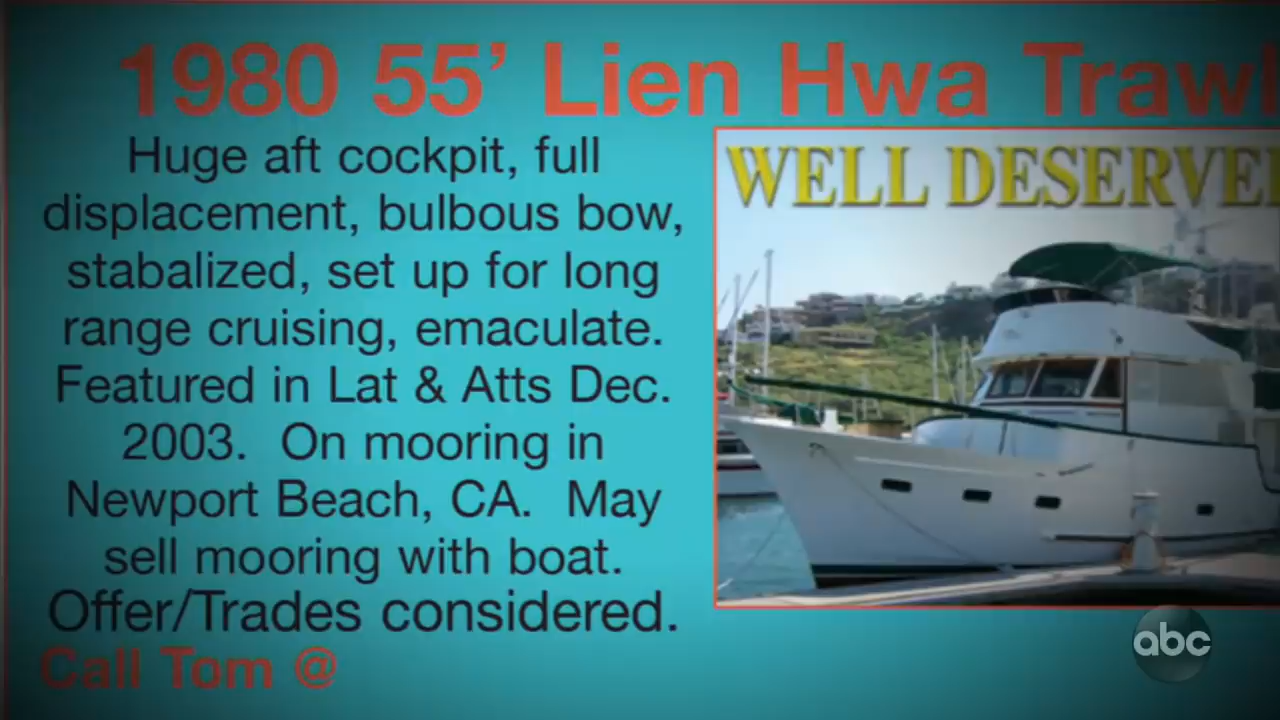 1980 55' Lien Hwa Trawl
Huge aft cockpit, full
displacement, bulbous bow,
stabalized, set up for long
range cruising, emaculate.
Featured in Lat & Atts Dec.
2003. On mooring in
Newport Beach, CA. May
sell mooring with boat.
Offer/Trades considered.
Call Tom @
WELL DESERVE
abc